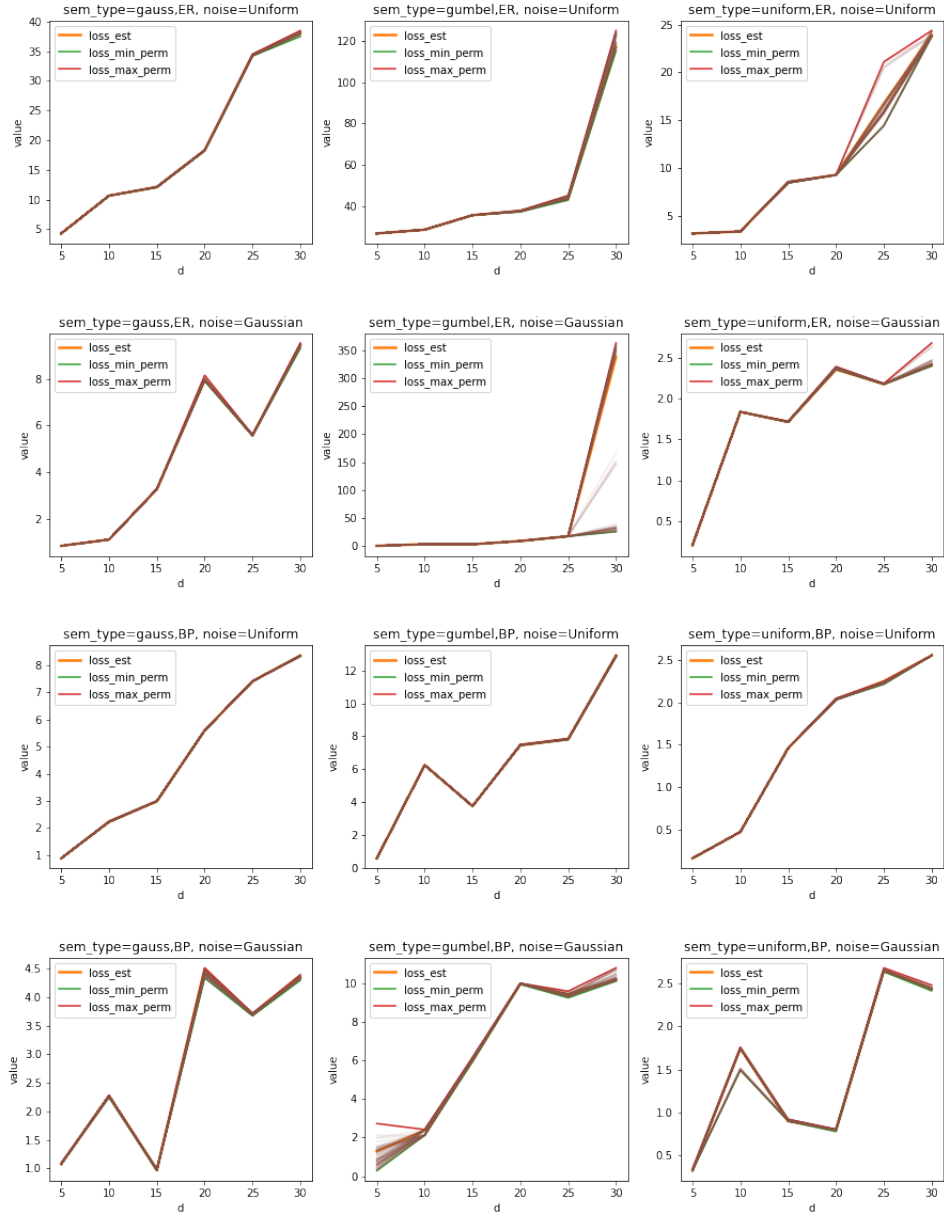 sem_type=gauss,ER, noise=Uniform
40
35
30
25
20
15
10
5
value
loss_est
loss_min_perm
loss_max_perm
5 10 15 20 25 30
d
sem_type=gumbel,ER, noise=Uniform
120
100
80
60
40
value
loss_est
loss_min_perm
loss_max_perm
5 10 15 20 25 30
d
sem_type=uniform,ER, noise=Uniform
25
20
15
10
5
value
loss_est
loss_min_perm
loss_max_perm
5 10 15 20 25 30
d
sem_type=gauss,ER, noise=Gaussian
8
6
4
2
value
loss_est
loss_min_perm
loss_max_perm
5 10 15 20 25 30
d
sem_type=gumbel,ER, noise=Gaussian
350
300
250
200
150
100
50
0
value
loss_est
loss_min_perm
loss_max_perm
5 10 15 20 25 30
d
sem_type=uniform,ER, noise=Gaussian
2.5
2.0
1.5
1.0
0.5
value
loss_est
loss_min_perm
loss_max_perm
5 10 15 20 25 30
d
sem_type=gauss,BP, noise=Uniform
8
7
6
5
4
3
2
1
value
loss_est
loss_min_perm
loss_max_perm
5 10 15 20 25 30
d
sem_type=gumbel,BP, noise=Uniform
12
10
8
6
4
2
0
value
loss_est
loss_min_perm
loss_max_perm
5 10 15 20 25 30
d
sem_type=uniform,BP, noise=Uniform
2.5
2.0
1.5
1.0
0.5
value
loss_est
loss_min_perm
loss_max_perm
5 10 15 20 25 30
d
sem_type=gauss,BP, noise=Gaussian
4.5
4.0
3.5
3.0
2.5
2.0
1.5
1.0
value
loss_est
loss_min_perm
loss_max_perm
5 10 15 20 25 30
d
sem_type=gumbel,BP, noise=Gaussian
10
8
6
4
2
0
value
loss_est
loss_min_perm
loss_max_perm
5 10 15 20 25 30
d
sem_type=uniform,BP, noise=Gaussian
2.5
2.0
1.5
1.0
0.5
value
loss_est
loss_min_perm
loss_max_perm
5 10 15 20 25 30
d